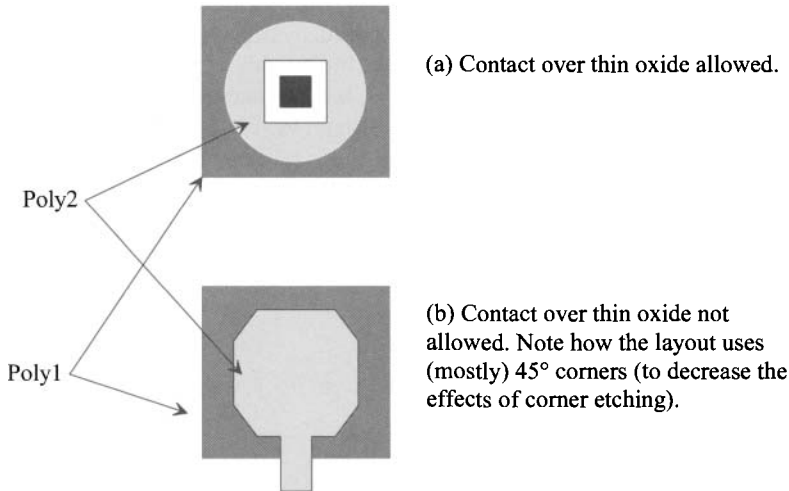 (a) Contact over thin oxide allowed.
Poly2
Poly1
(b) Contact over thin oxide not
allowed. Note how the layout uses
(mostly) 45° corners (to decrease the
effects of corner etching).